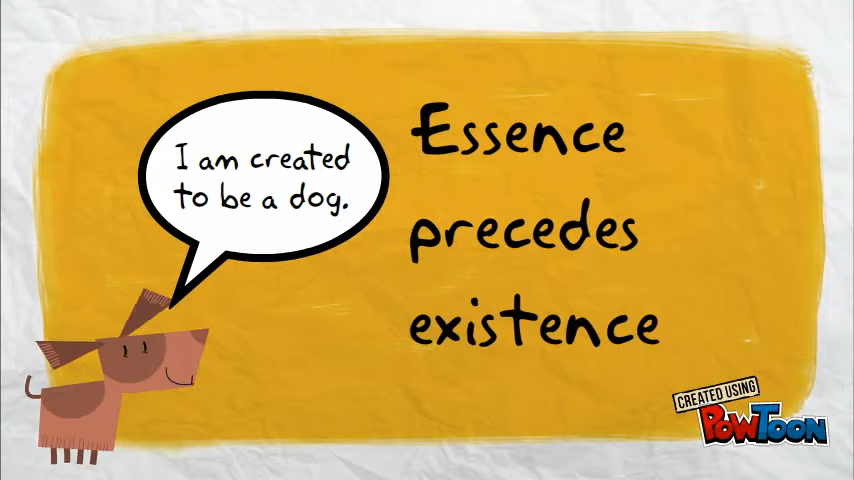 I am created
to be a dog.
Essence
precedes
existence
CREATED USING
POWTOON